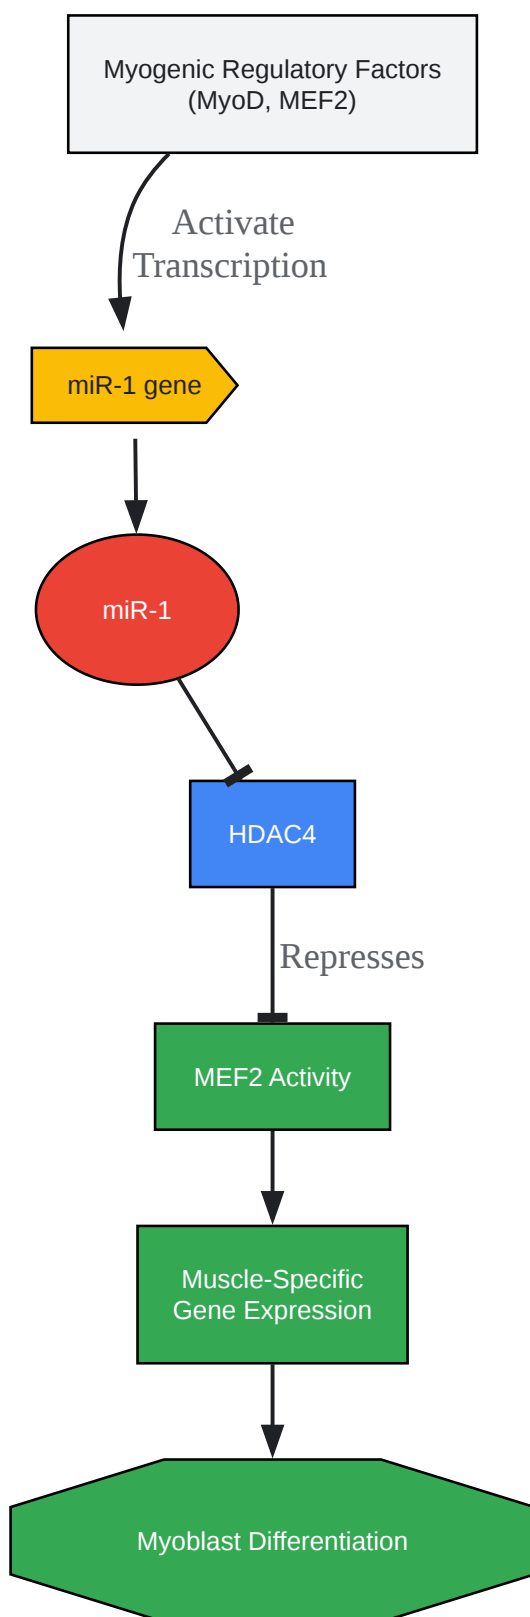 Myogenic Regulatory Factors
(MyoD, MEF2)
Activate
Transcription
miR-1 gene
miR-1
HDAC4
Represses
MEF2 Activity
Muscle-Specific
Gene Expression
Myoblast Differentiation